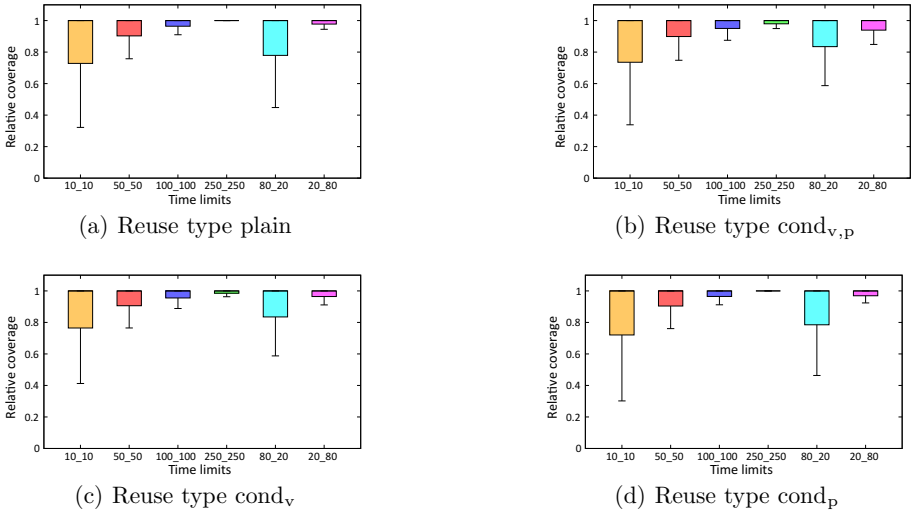 Relative coverage
1
0.8
0.6
0.4
0.2
0
10_10 50_50 100_100 250_250 80_20 20_80
Time limits
(a) Reuse type plain
Relative coverage
1
0.8
0.6
0.4
0.2
0
10_10 50_50 100_100 250_250 80_20 20_80
Time limits
(b) Reuse type cond_v,p
Relative coverage
1
0.8
0.6
0.4
0.2
0
10_10 50_50 100_100 250_250 80_20 20_80
Time limits
(c) Reuse type cond_v
Relative coverage
1
0.8
0.6
0.4
0.2
0
10_10 50_50 100_100 250_250 80_20 20_80
Time limits
(d) Reuse type cond_p